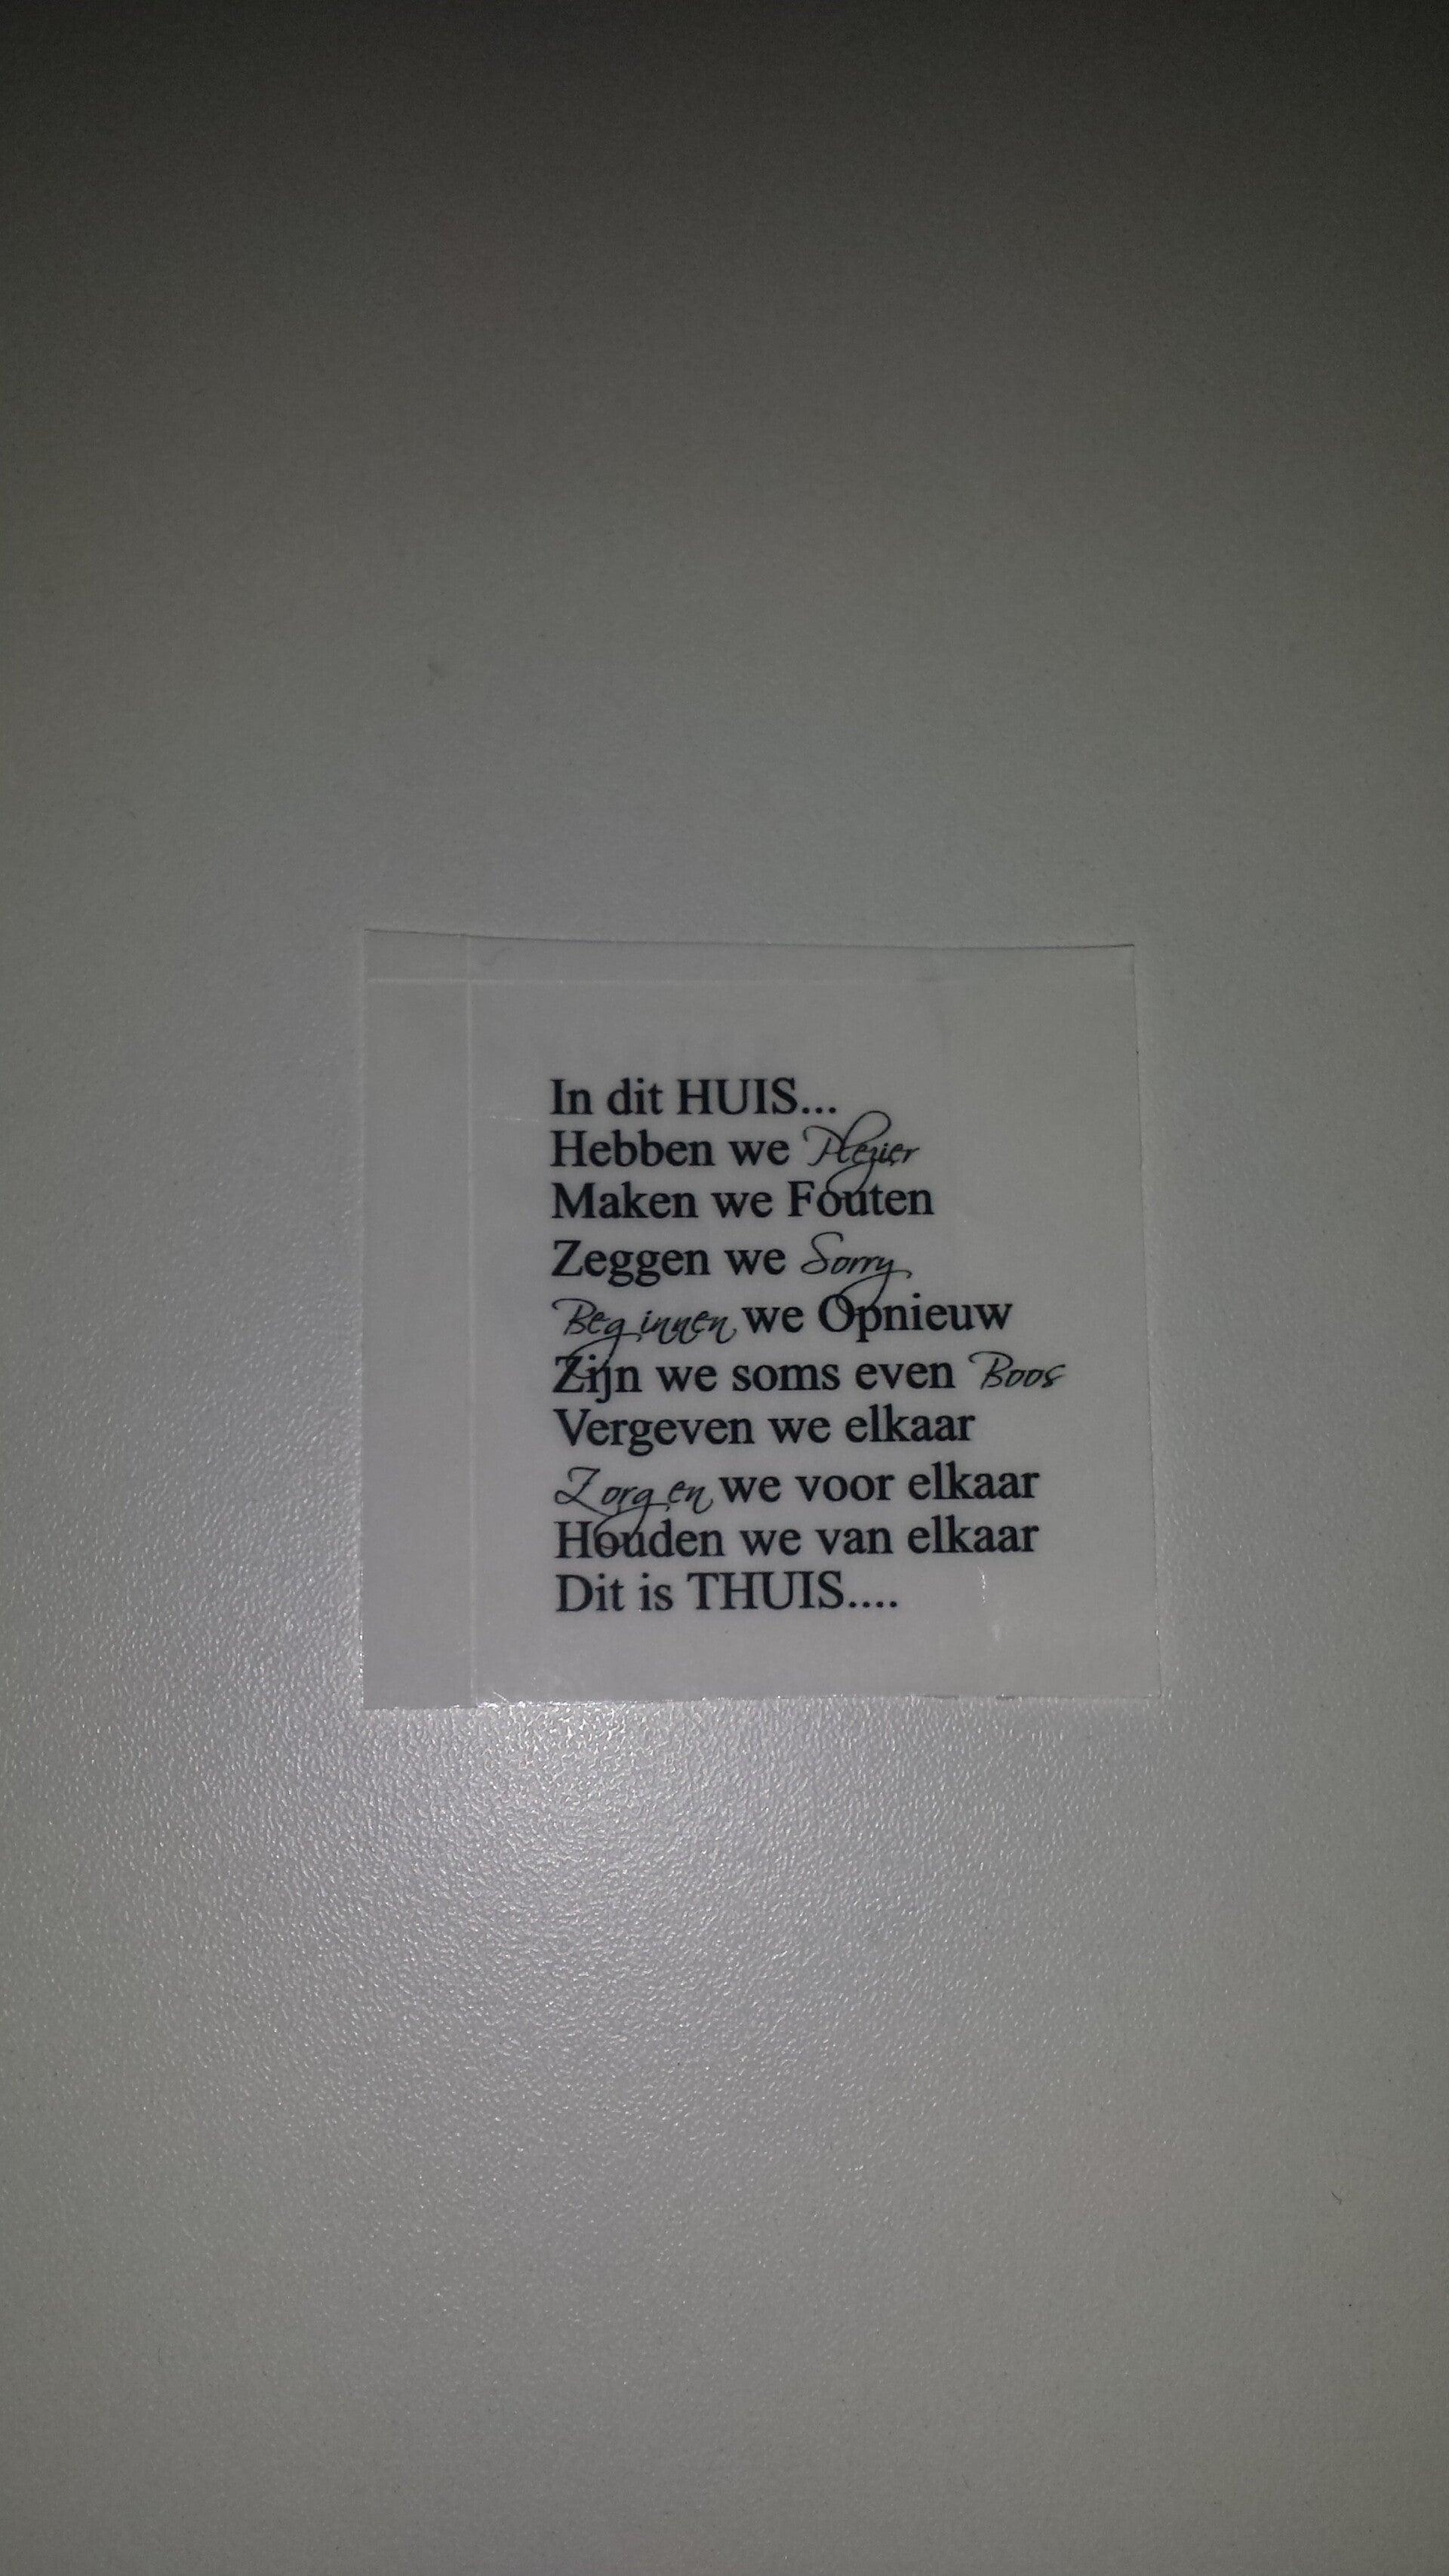 In dit HUIS...
Hebben we Plezier
Maken we Fouten
Zeggen we Sorry
Beginnen we Opnieuw
Zijn we soms even Boos
Vergeven we elkaar
Zorgen we voor elkaar
Houden we van elkaar
Dit is THUIS....